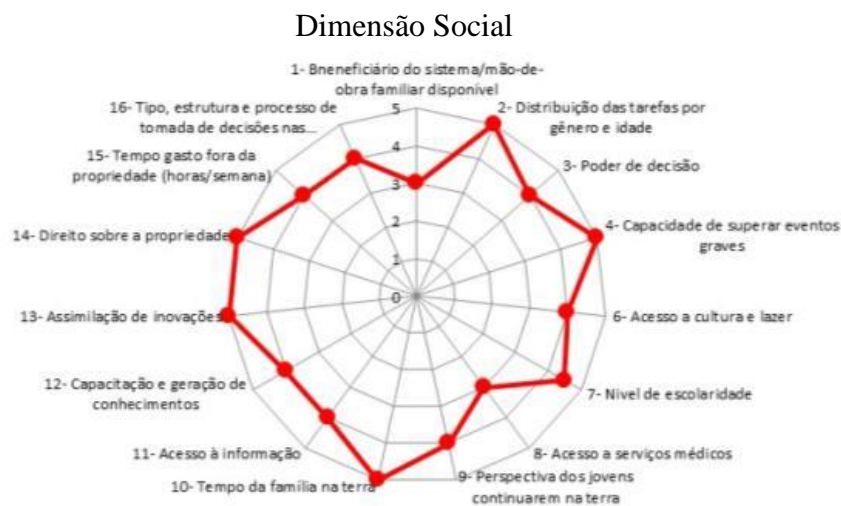 Dimensão Social
1- Bneneficiário do sistema/mão-de-
obra familiar disponível
2- Distribuição das tarefas por
gênero e idade
3- Poder de decisão
4- Capacidade de superar eventos
graves
6- Acesso a cultura e lazer
7- Nivel de escolaridade
8- Acesso a serviços médicos
9- Perspectiva dos jovens
continuarem na terra
10- Tempo da família na terra
11- Acesso à informação
12- Capacitação e geração de
conhecimentos
13- Assimilação de inovações
14- Direito sobre a propriedade
15- Tempo gasto fora da
propriedade (horas/semana)
16- Tipo, estrutura e processo de
tomada de decisões nas...
5
4
3
2
1
0